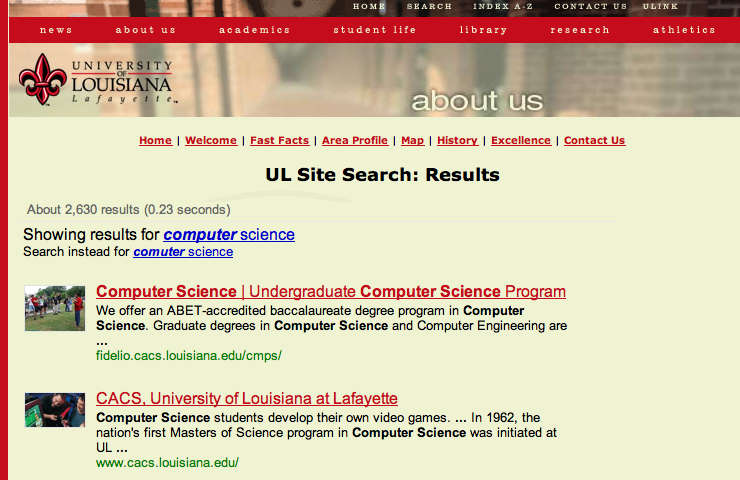 HOME SEARCH INDEX A-Z CONTACT US ULINK
news about us academics student life library research athletics
UNIVERSITY
OF
LOUISIANA
Lafayette™
about us
Home | Welcome | Fast Facts | Area Profile | Map | History | Excellence | Contact Us
UL Site Search: Results
About 2,630 results (0.23 seconds)
Showing results for computer science
Search instead for comuter science
Computer Science | Undergraduate Computer Science Program
We offer an ABET-accredited baccalaureate degree program in Computer
Science. Graduate degrees in Computer Science and Computer Engineering are
...
fidelio.cacs.louisiana.edu/cmps/
CACS, University of Louisiana at Lafayette
Computer Science students develop their own video games. ... In 1962, the
nation's first Masters of Science program in Computer Science was initiated at
UL ...
www.cacs.louisiana.edu/